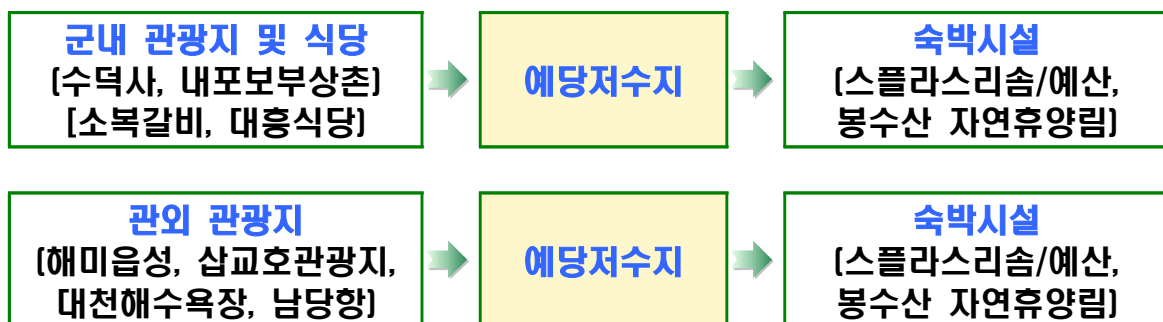 군내 관광지 및 식당
(수덕사, 내포보부상촌)
[소복갈비, 대흥식당)
예당저수지
숙박시설
(스플라스리솜/예산,
봉수산 자연휴양림)
관외 관광지
(해미읍성, 삽교호관광지,
대천해수욕장, 남당항)
예당저수지
숙박시설
(스플라스리솜/예산,
봉수산 자연휴양림)